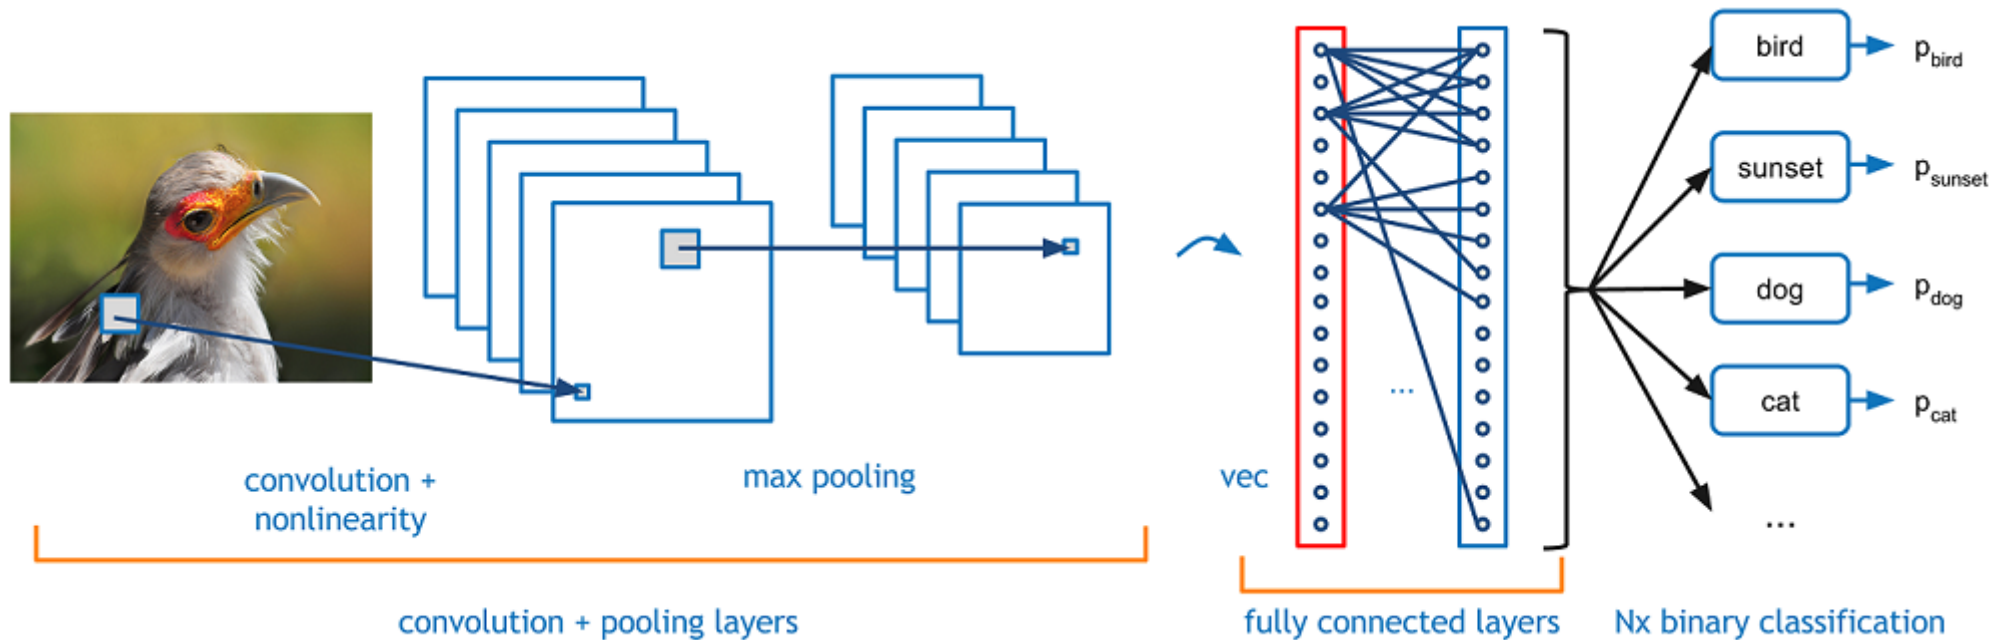 convolution +
nonlinearity
max pooling
vec
convolution + pooling layers
fully connected layers
Nx binary classification
bird
p_bird
sunset
p_sunset
dog
p_dog
cat
p_cat
...
...